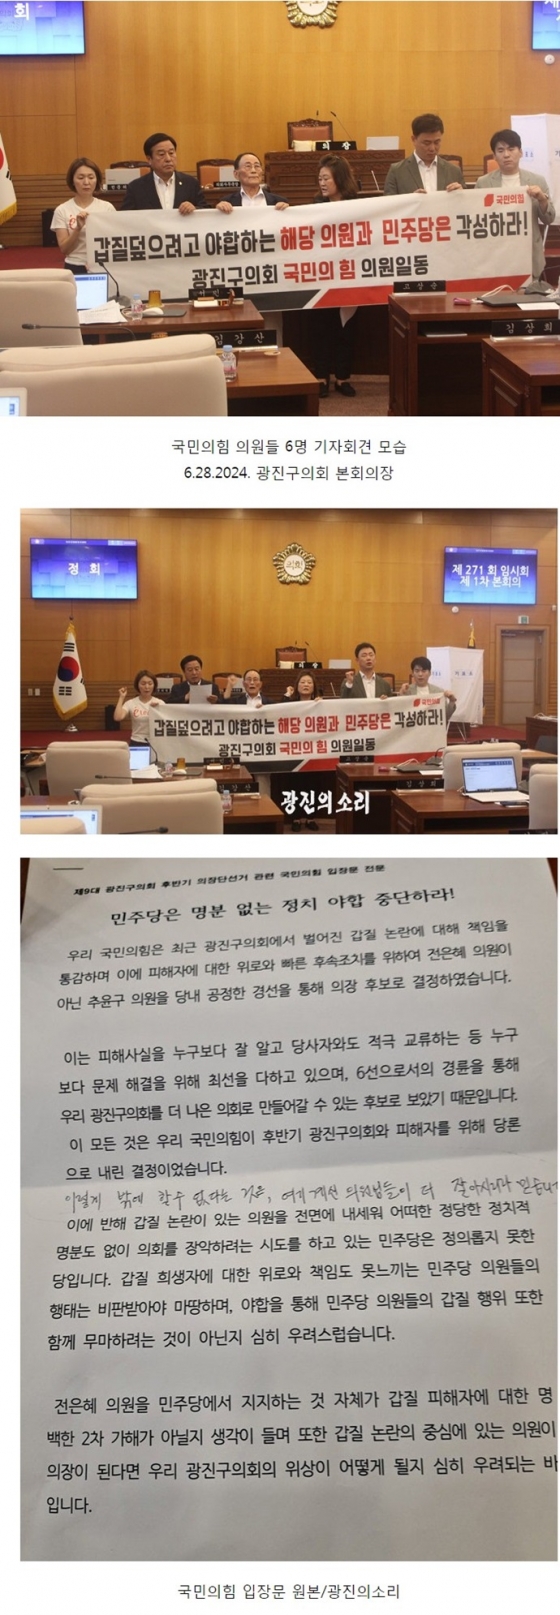 회
의 장
국민의힘
갑질덮으려고 야합하는 해당 의원과 민주당은 각성하라!
광진구의회 국민의 힘 의원일동
고 상 순
임 강 산
김 상 희
국민의힘 의원들 6명 기자회견 모습
6.28.2024. 광진구의회 본회의장
정 회
제 271 회 임시회
제 1차 본회의
의 장
국민의힘
갑질덮으려고 야합하는 해당 의원과 민주당은 각성하라!
광진구의회 국민의 힘 의원일동
광진의소리
제9대 광진구의회 후반기 의장단선거 관련 국민의힘 입장문 전문
민주당은 명분 없는 정치 야합 중단하라!
우리 국민의힘은 최근 광진구의회에서 벌어진 갑질 논란에 대해 책임을
통감하며 이에 피해자에 대한 위로와 빠른 후속조치를 위하여 전은혜 의원이
아닌 추윤구 의원을 당내 공정한 경선을 통해 의장 후보로 결정하였습니다.
이는 피해사실을 누구보다 잘 알고 당사자와도 적극 교류하는 등 누구
보다 문제 해결을 위해 최선을 다하고 있으며, 6선으로서의 경륜을 통해
우리 광진구의회를 더 나은 의회로 만들어갈 수 있는 후보로 보았기 때문입니다.
이 모든 것은 우리 국민의힘이 후반기 광진구의회와 피해자를 위해 당론
으로 내린 결정이었습니다.
이렇게 밖에 할수 없다는 것은, 여기계신 의원님들이 더 잘아시리라 믿습니다
이에 반해 갑질 논란이 있는 의원을 전면에 내세워 어떠한 정당한 정치적
명분도 없이 의회를 장악하려는 시도를 하고 있는 민주당은 정의롭지 못한
당입니다. 갑질 희생자에 대한 위로와 책임도 못느끼는 민주당 의원들의
행태는 비판받아야 마땅하며, 야합을 통해 민주당 의원들의 갑질 행위 또한
함께 무마하려는 것이 아닌지 심히 우려스럽습니다.
전은혜 의원을 민주당에서 지지하는 것 자체가 갑질 피해자에 대한 명
백한 2차 가해가 아닐지 생각이 들며 또한 갑질 논란의 중심에 있는 의원이
의장이 된다면 우리 광진구의회의 위상이 어떻게 될지 심히 우려되는 바
입니다.
국민의힘 입장문 원본/광진의소리